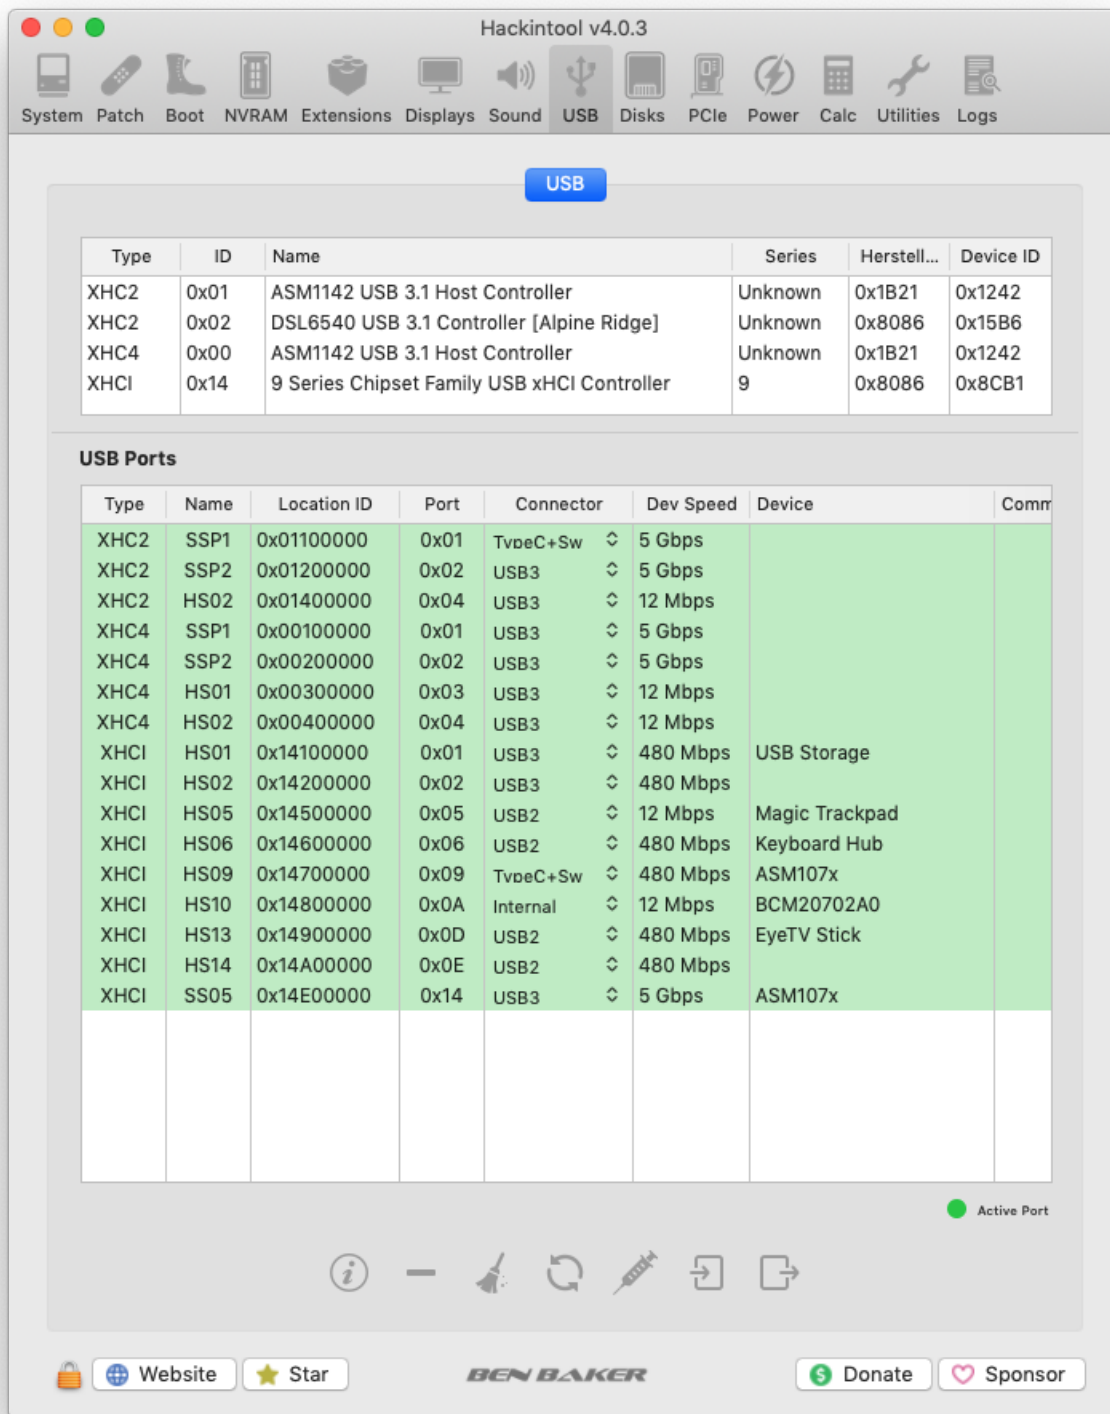 Hackintool v4.0.3
System Patch Boot NVRAM Extensions Displays Sound USB Disks PCIe Power Calc Utilities Logs
USB
Type ID Name Series Herstell... Device ID
XHC2 0x01 ASM1142 USB 3.1 Host Controller Unknown 0x1B21 0x1242
XHC2 0x02 DSL6540 USB 3.1 Controller [Alpine Ridge] Unknown 0x8086 0x15B6
XHC4 0x00 ASM1142 USB 3.1 Host Controller Unknown 0x1B21 0x1242
XHCI 0x14 9 Series Chipset Family USB xHCI Controller 9 0x8086 0x8CB1
USB Ports
Type Name Location ID Port Connector Dev Speed Device Comm
XHC2 SSP1 0x01100000 0x01 TypeC+Sw 5 Gbps
XHC2 SSP2 0x01200000 0x02 USB3 5 Gbps
XHC2 HS02 0x01400000 0x04 USB3 12 Mbps
XHC4 SSP1 0x00100000 0x01 USB3 5 Gbps
XHC4 SSP2 0x00200000 0x02 USB3 5 Gbps
XHC4 HS01 0x00300000 0x03 USB3 12 Mbps
XHC4 HS02 0x00400000 0x04 USB3 12 Mbps
XHCI HS01 0x14100000 0x01 USB3 480 Mbps USB Storage
XHCI HS02 0x14200000 0x02 USB3 480 Mbps
XHCI HS05 0x14500000 0x05 USB2 12 Mbps Magic Trackpad
XHCI HS06 0x14600000 0x06 USB2 480 Mbps Keyboard Hub
XHCI HS09 0x14700000 0x09 TypeC+Sw 480 Mbps ASM107x
XHCI HS10 0x14800000 0x0A Internal 12 Mbps BCM20702A0
XHCI HS13 0x14900000 0x0D USB2 480 Mbps EyeTV Stick
XHCI HS14 0x14A00000 0x0E USB2 480 Mbps
XHCI SS05 0x14E00000 0x14 USB3 5 Gbps ASM107x
Active Port
Website Star BEN BAKER Donate Sponsor